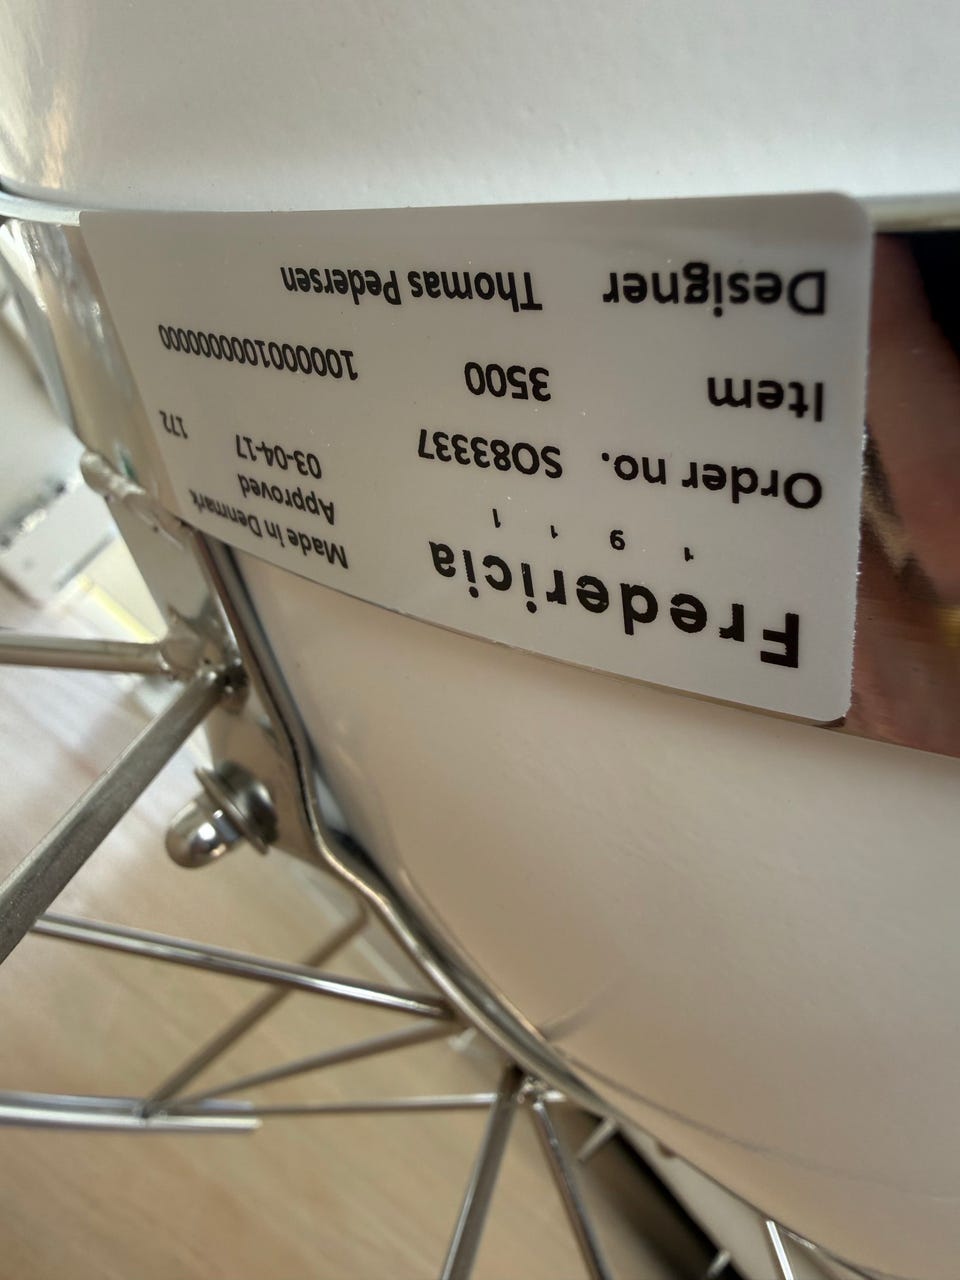 Fredericia
1 9 1 1
Made in Denmark
Approved
03-04-17 172
Order no. SO83337
Item 3500 1000001000000000
Designer Thomas Pedersen